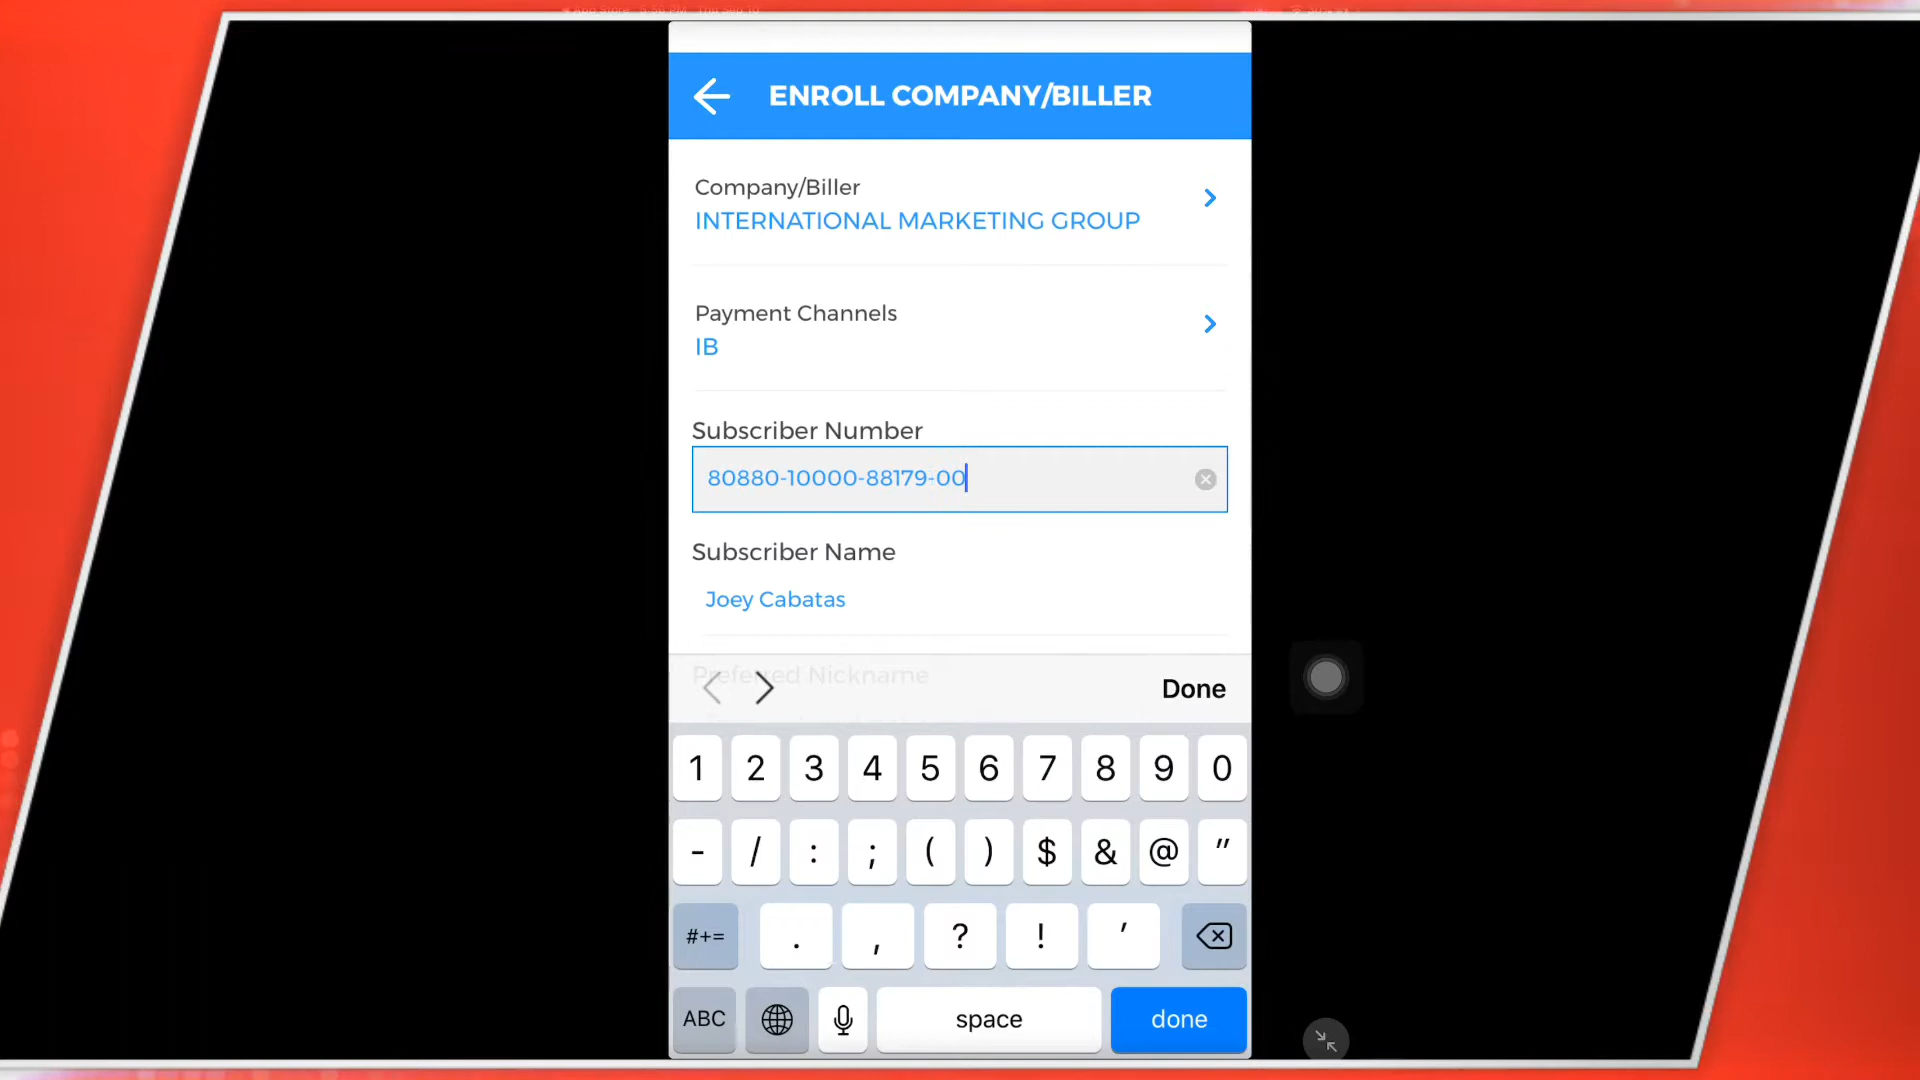 ENROLL COMPANY/BILLER
Company/Biller
INTERNATIONAL MARKETING GROUP
Payment Channels
IB
Subscriber Number
80880-10000-88179-00
Subscriber Name
Joey Cabatas
Preferred Nickname
Done
1 2 3 4 5 6 7 8 9 0
- / : ; ( ) $ & @ "
#+= . , ? ! '
ABC space done